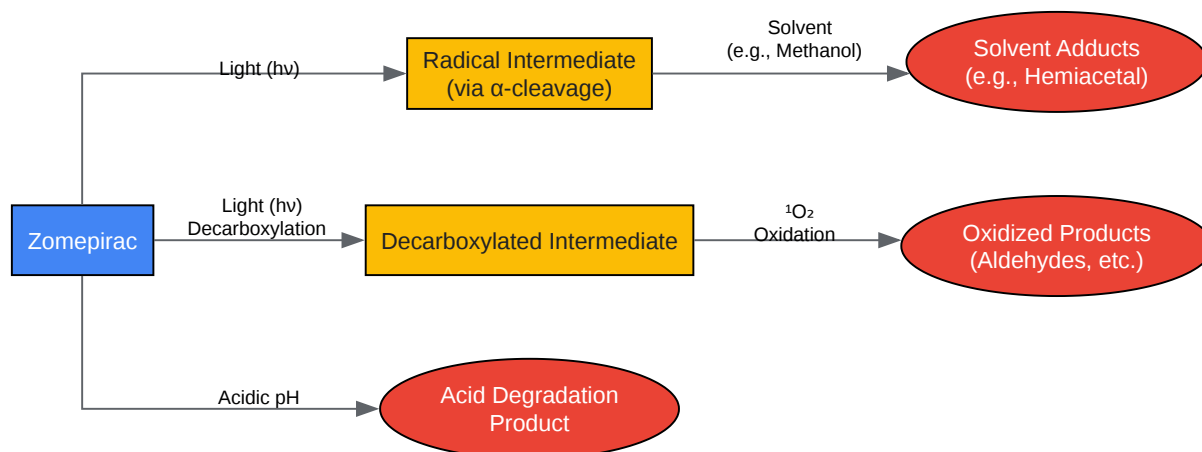 Light (hν)
Radical Intermediate
(via α-cleavage)
Solvent
(e.g., Methanol)
Solvent Adducts
(e.g., Hemiacetal)
Zomepirac
Light (hν)
Decarboxylation
Decarboxylated Intermediate
¹O₂
Oxidation
Oxidized Products
(Aldehydes, etc.)
Acidic pH
Acid Degradation
Product